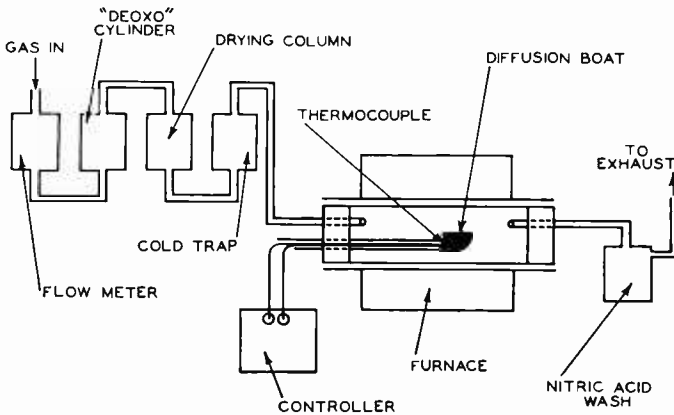 "DEOXO"
CYLINDER
GAS IN
DRYING COLUMN
DIFFUSION BOAT
THERMOCOUPLE
TO
EXHAUST
COLD TRAP
FLOW METER
FURNACE
NITRIC ACID
WASH
CONTROLLER